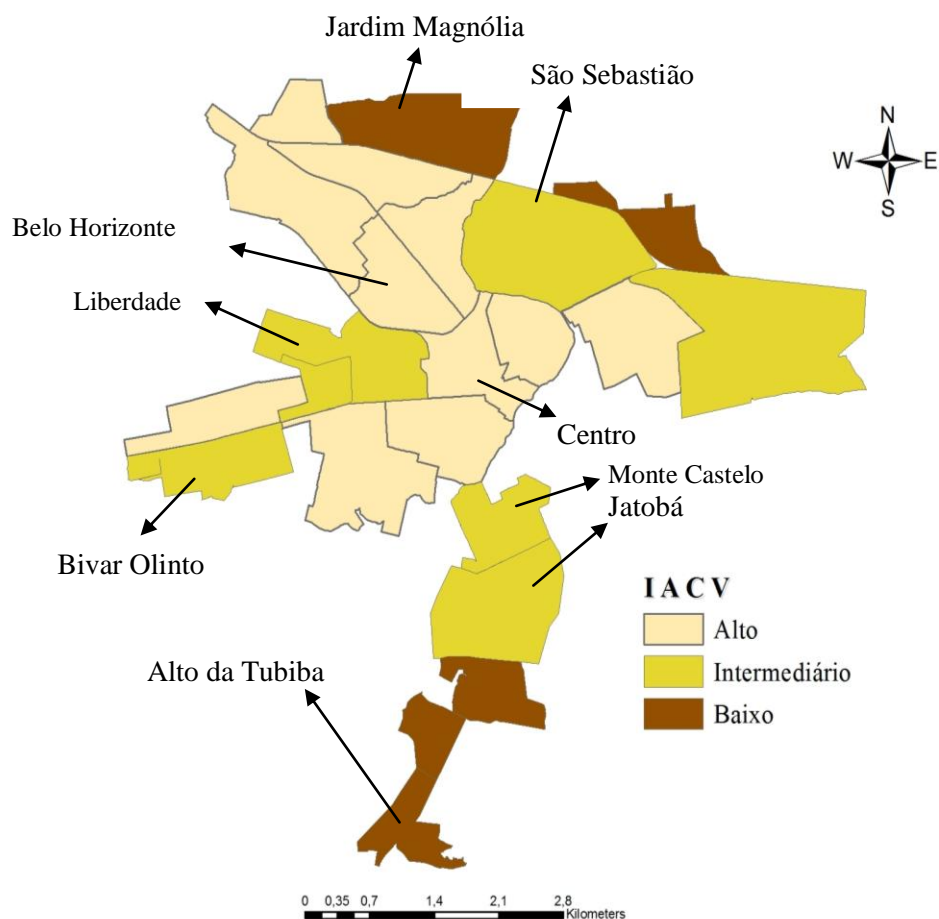 Jardim Magnólia
São Sebastião
N
W E
S
Belo Horizonte
Liberdade
Centro
Monte Castelo
Jatobá
Bivar Olinto
I A C V
Alto
Intermediário
Baixo
Alto da Tubiba
0 0,35 0,7 1,4 2,1 2,8
Kilometers